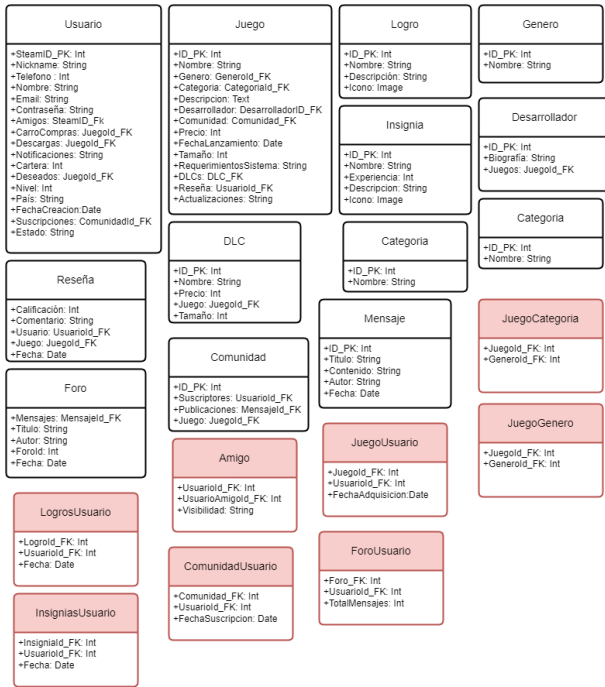 Usuario
+SteamID_PK: Int
+Nickname: String
+Telefono : Int
+Nombre: String
+Email: String
+Contraseña: String
+Amigos: SteamID_Fk
+CarroCompras: JuegoId_FK
+Descargas: JuegoId_FK
+Notificaciones: String
+Cartera: Int
+Deseados: JuegoId_FK
+Nivel: Int
+País: String
+FechaCreacion:Date
+Suscripciones: ComunidadId_FK
+Estado: String
Juego
+ID_PK: Int
+Nombre: String
+Genero: GeneroId_FK
+Categoria: CategoriaId_FK
+Descripcion: Text
+Desarrollador: DesarrolladorID_FK
+Comunidad: Comunidad_FK
+Precio: Int
+FechaLanzamiento: Date
+Tamaño: Int
+RequerimientosSistema: String
+DLCs: DLC_FK
+Reseña: UsuarioId_FK
+Actualizaciones: String
Logro
+ID_PK: Int
+Nombre: String
+Descripción: String
+Icono: Image
Genero
+ID_PK: Int
+Nombre: String
Insignia
+ID_PK: Int
+Nombre: String
+Experiencia: Int
+Descripcion: String
+Icono: Image
Desarrollador
+ID_PK: Int
+Biografía: String
+Juegos: JuegoId_FK
DLC
+ID_PK: Int
+Nombre: String
+Precio: Int
+Juego: JuegoId_FK
+Tamaño: Int
Categoria
+ID_PK: Int
+Nombre: String
Categoria
+ID_PK: Int
+Nombre: String
Reseña
+Calificación: Int
+Comentario: String
+Usuario: UsuarioId_FK
+Juego: JuegoId_FK
+Fecha: Date
Mensaje
+ID_PK: Int
+Titulo: String
+Contenido: String
+Autor: String
+Fecha: Date
JuegoCategoria
+JuegoId_FK: Int
+GeneroId_FK: Int
Comunidad
+ID_PK: Int
+Suscriptores: UsuarioId_FK
+Publicaciones: MensajeId_FK
+Juego: JuegoId_FK
Foro
+Mensajes: MensajeId_FK
+Titulo: String
+Autor: String
+ForoId: Int
+Fecha: Date
JuegoGenero
+JuegoId_FK: Int
+GeneroId_FK: Int
Amigo
+UsuarioId_FK: Int
+UsuarioAmigoId_FK: Int
+Visibilidad: String
JuegoUsuario
+JuegoId_FK: Int
+UsuarioId_FK: Int
+FechaAdquisicion:Date
LogrosUsuario
+LogroId_FK: Int
+UsuarioId_FK: Int
+Fecha: Date
ComunidadUsuario
+Comunidad_FK: Int
+UsuarioId_FK: Int
+FechaSuscripcion: Date
ForoUsuario
+Foro_FK: Int
+UsuarioId_FK: Int
+TotalMensajes: Int
InsigniasUsuario
+InsigniaId_FK: Int
+UsuarioId_FK: Int
+Fecha: Date